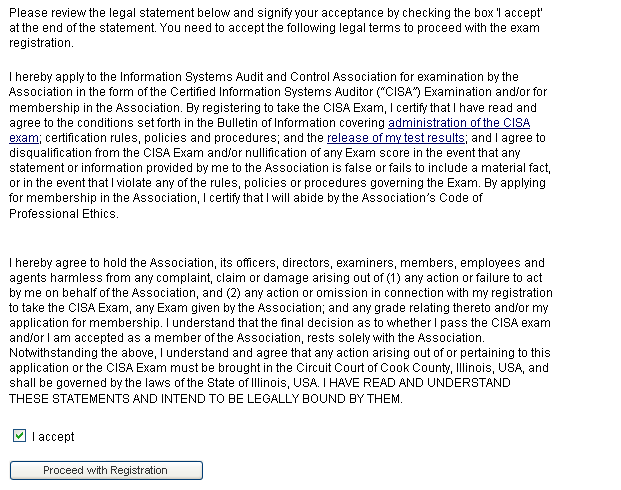 Please review the legal statement below and signify your acceptance by checking the box 'I accept'
at the end of the statement. You need to accept the following legal terms to proceed with the exam
registration.
I hereby apply to the Information Systems Audit and Control Association for examination by the
Association in the form of the Certified Information Systems Auditor ("CISA") Examination and/or for
membership in the Association. By registering to take the CISA Exam, I certify that I have read and
agree to the conditions set forth in the Bulletin of Information covering administration of the CISA
exam; certification rules, policies and procedures; and the release of my test results; and I agree to
disqualification from the CISA Exam and/or nullification of any Exam score in the event that any
statement or information provided by me to the Association is false or fails to include a material fact,
or in the event that I violate any of the rules, policies or procedures governing the Exam. By applying
for membership in the Association, I certify that I will abide by the Association's Code of
Professional Ethics.
I hereby agree to hold the Association, its officers, directors, examiners, members, employees and
agents harmless from any complaint, claim or damage arising out of (1) any action or failure to act
by me on behalf of the Association, and (2) any action or omission in connection with my registration
to take the CISA Exam, any Exam given by the Association; and any grade relating thereto and/or my
application for membership. I understand that the final decision as to whether I pass the CISA exam
and/or I am accepted as a member of the Association, rests solely with the Association.
Notwithstanding the above, I understand and agree that any action arising out of or pertaining to this
application or the CISA Exam must be brought in the Circuit Court of Cook County, Illinois, USA, and
shall be governed by the laws of the State of Illinois, USA. I HAVE READ AND UNDERSTAND
THESE STATEMENTS AND INTEND TO BE LEGALLY BOUND BY THEM.
I accept
Proceed with Registration